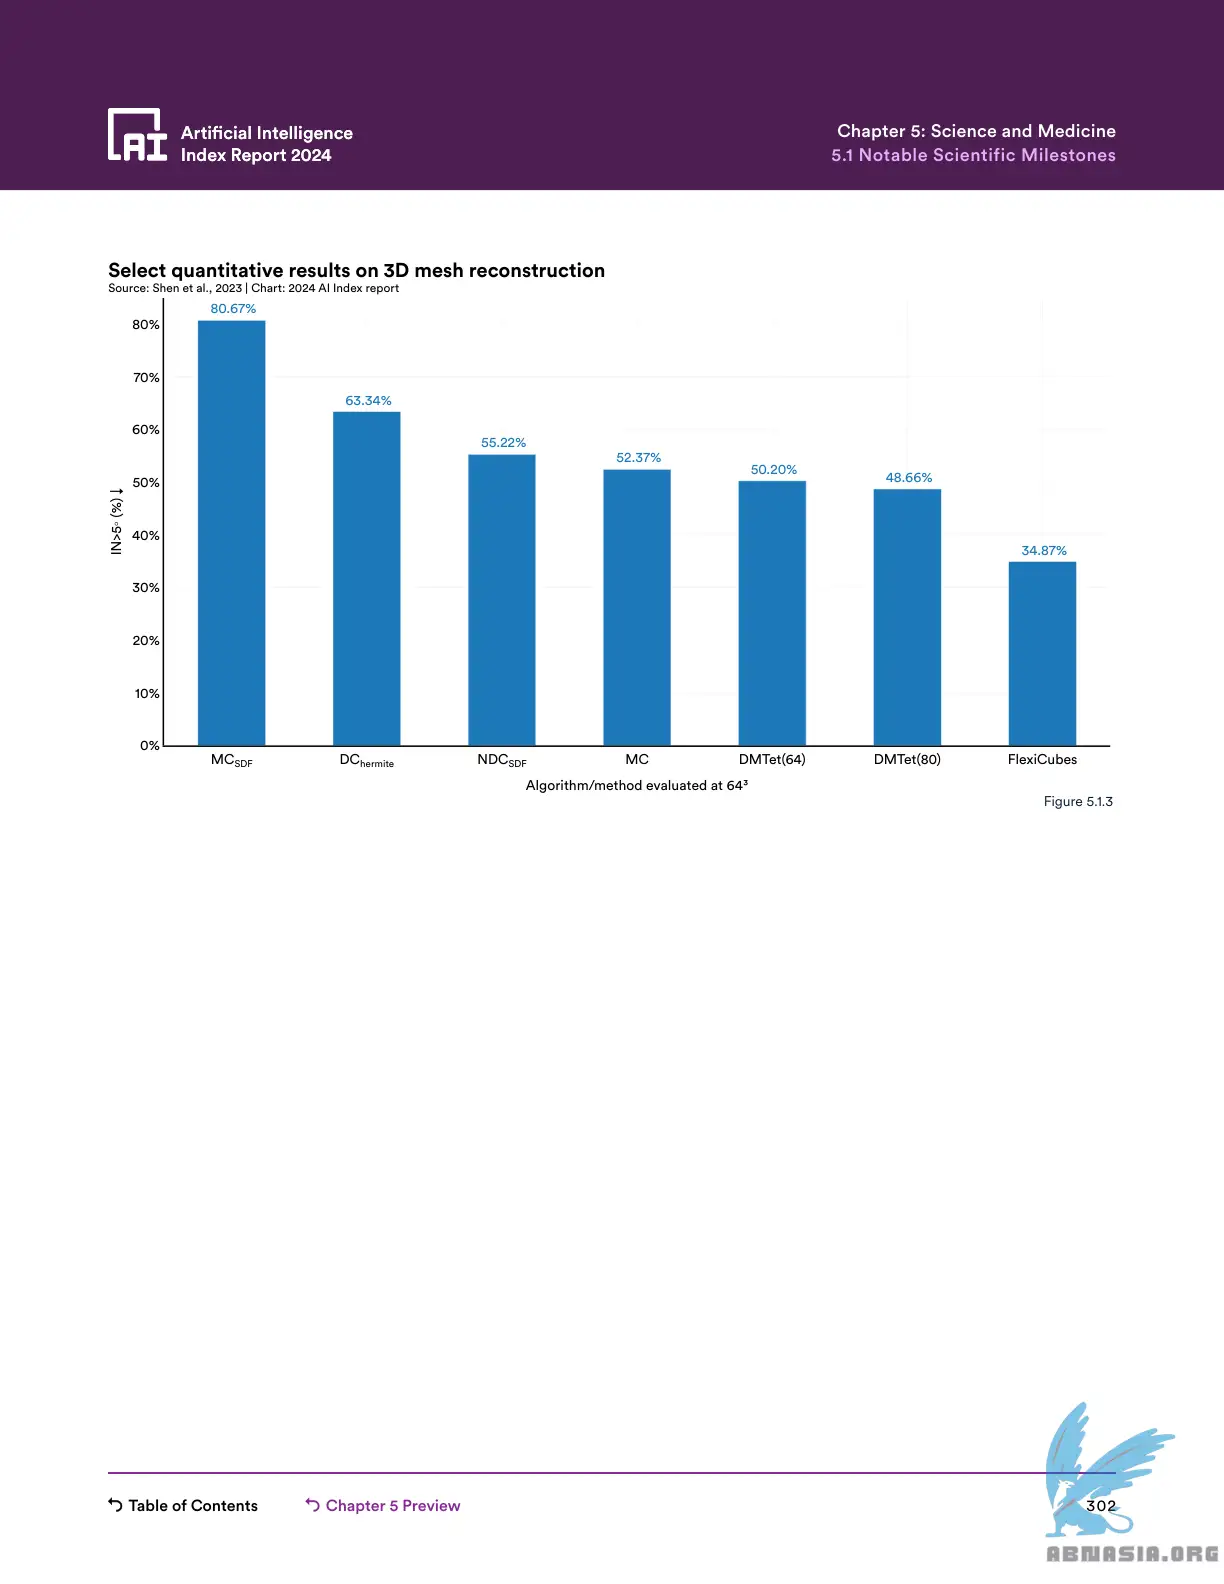 AI
Artificial Intelligence
Index Report 2024
Chapter 5: Science and Medicine
5.1 Notable Scientific Milestones
Select quantitative results on 3D mesh reconstruction
Source: Shen et al., 2023 | Chart: 2024 AI Index report
IN>5° (%) ↓
80%
70%
60%
50%
40%
30%
20%
10%
0%
80.67%
63.34%
55.22%
52.37%
50.20%
48.66%
34.87%
MCSDF DChermite NDCSDF MC DMTet(64) DMTet(80) FlexiCubes
Algorithm/method evaluated at 64³
Figure 5.1.3
Table of Contents Chapter 5 Preview 302
ABNASIA.ORG